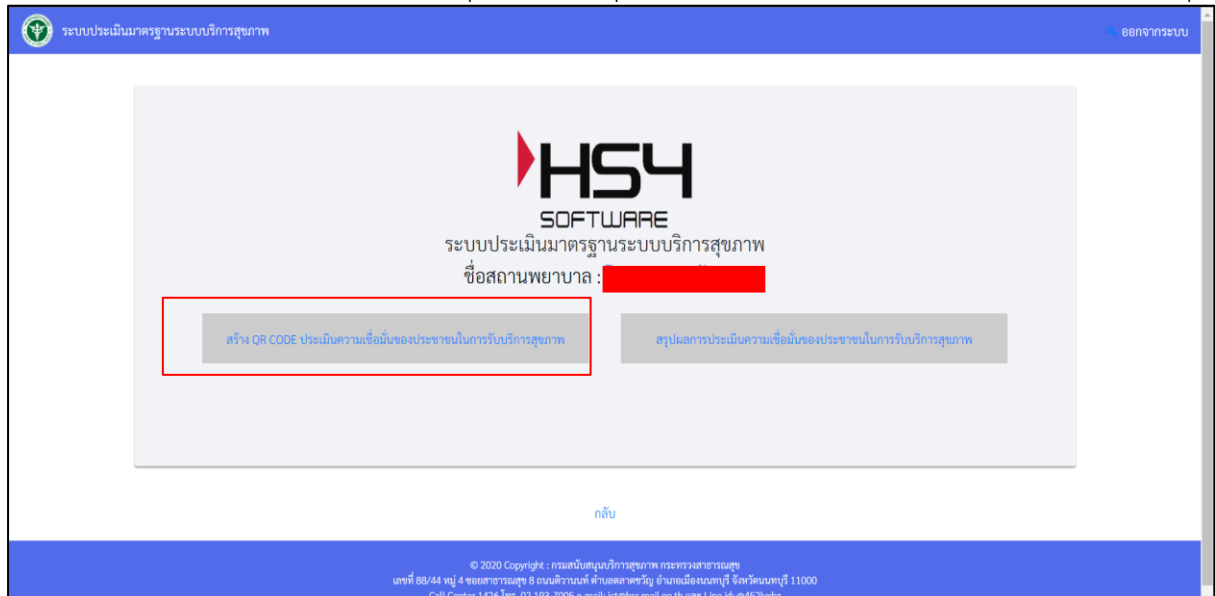 ระบบประเมินมาตรฐานระบบบริการสุขภาพ
ออกจากระบบ
HS4
SOFTWARE
ระบบประเมินมาตรฐานระบบบริการสุขภาพ
ชื่อสถานพยาบาล :
สร้าง QR CODE ประเมินความเชื่อมั่นของประชาชนในการรับบริการสุขภาพ
สรุปผลการประเมินความเชื่อมั่นของประชาชนในการรับบริการสุขภาพ
กลับ
© 2020 Copyright : กรมสนับสนุนบริการสุขภาพ กระทรวงสาธารณสุข
เลขที่ 88/44 หมู่ 4 ซอยสาธารณสุข 8 ถนนติวานนท์ ตำบลตลาดขวัญ อำเภอเมืองนนทบุรี จังหวัดนนทบุรี 11000
Call Center 1426 โทร. 02 193 7005